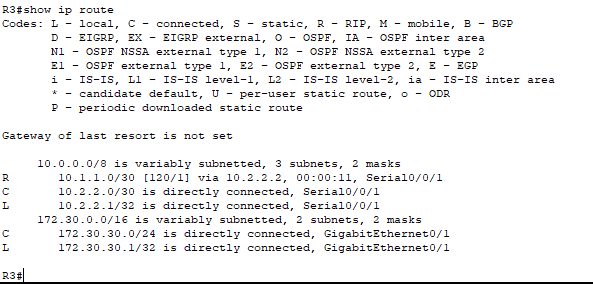 R3#show ip route
Codes: L - local, C - connected, S - static, R - RIP, M - mobile, B - BGP
D - EIGRP, EX - EIGRP external, O - OSPF, IA - OSPF inter area
N1 - OSPF NSSA external type 1, N2 - OSPF NSSA external type 2
E1 - OSPF external type 1, E2 - OSPF external type 2, E - EGP
i - IS-IS, L1 - IS-IS level-1, L2 - IS-IS level-2, ia - IS-IS inter area
* - candidate default, U - per-user static route, o - ODR
P - periodic downloaded static route
Gateway of last resort is not set
10.0.0.0/8 is variably subnetted, 3 subnets, 2 masks
R 10.1.1.0/30 [120/1] via 10.2.2.2, 00:00:11, Serial0/0/1
C 10.2.2.0/30 is directly connected, Serial0/0/1
L 10.2.2.1/32 is directly connected, Serial0/0/1
172.30.0.0/16 is variably subnetted, 2 subnets, 2 masks
C 172.30.30.0/24 is directly connected, GigabitEthernet0/1
L 172.30.30.1/32 is directly connected, GigabitEthernet0/1
R3#